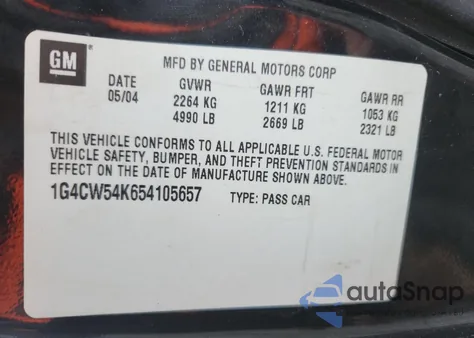 GM
MFD BY GENERAL MOTORS CORP
DATE GVWR GAWR FRT GAWR RR
05/04 2264 KG 1211 KG 1053 KG
4990 LB 2669 LB 2321 LB
THIS VEHICLE CONFORMS TO ALL APPLICABLE U.S. FEDERAL MOTOR
VEHICLE SAFETY, BUMPER, AND THEFT PREVENTION STANDARDS IN
EFFECT ON THE DATE OF MANUFACTURE SHOWN ABOVE.
1G4CW54K654105657 TYPE: PASS CAR
autoSnap